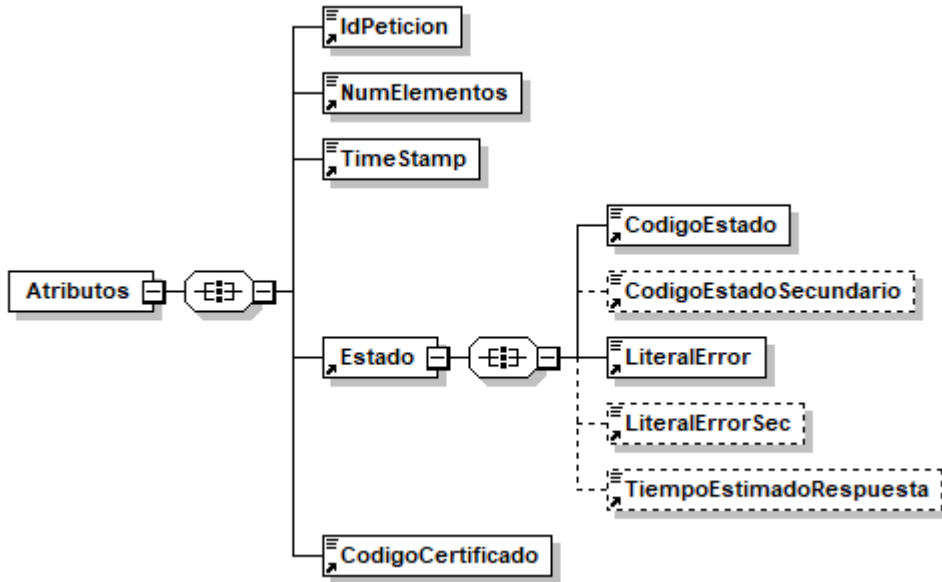 IdPeticion
NumElementos
TimeStamp
CodigoEstado
CodigoEstadoSecundario
Atributos
Estado
LiteralError
LiteralErrorSec
TiempoEstimadoRespuesta
CodigoCertificado